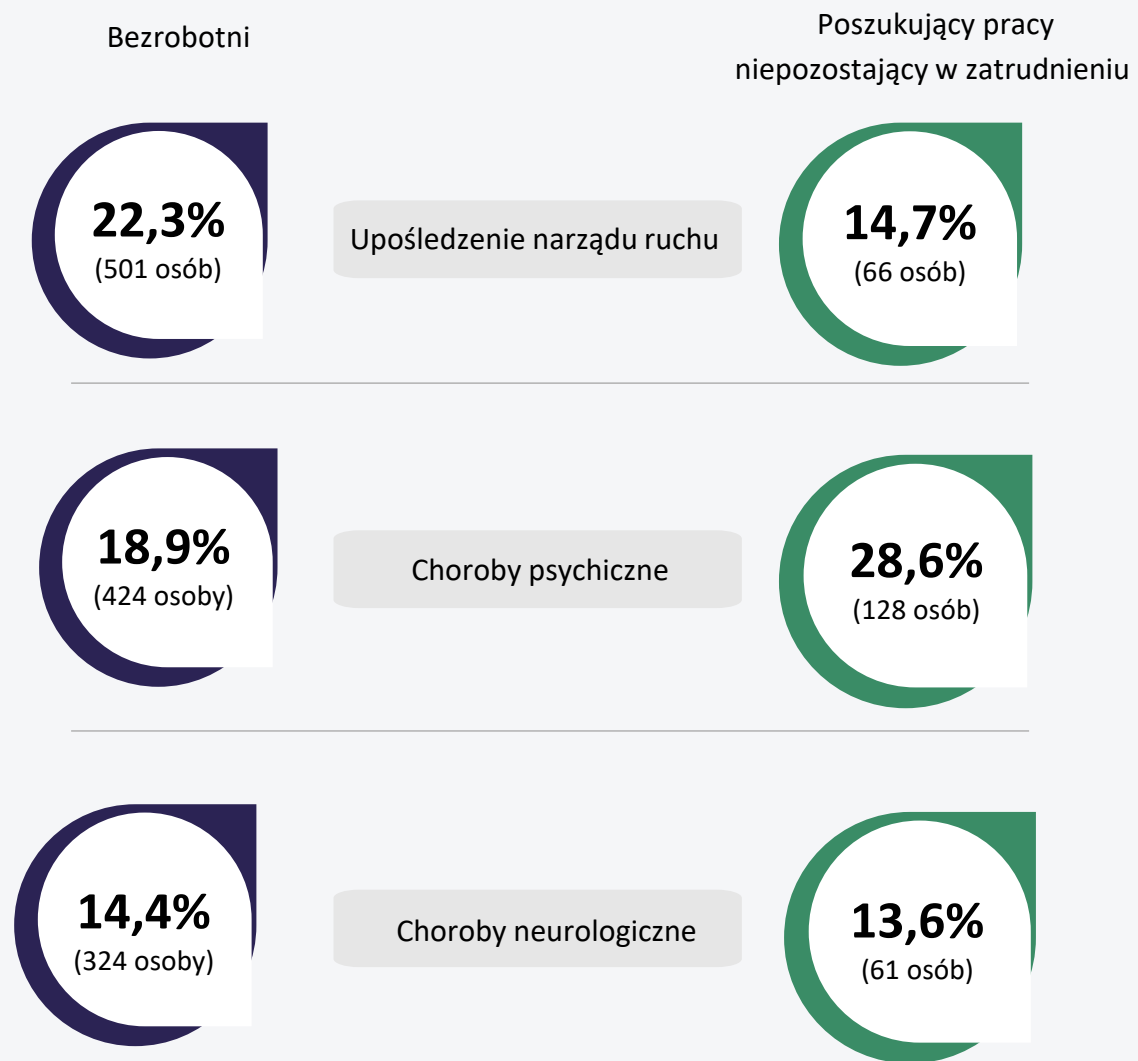 Bezrobotni
Poszukujący pracy
niepozostający w zatrudnieniu
22,3%
(501 osób)
Upośledzenie narządu ruchu
14,7%
(66 osób)
18,9%
(424 osoby)
Choroby psychiczne
28,6%
(128 osób)
14,4%
(324 osoby)
Choroby neurologiczne
13,6%
(61 osób)